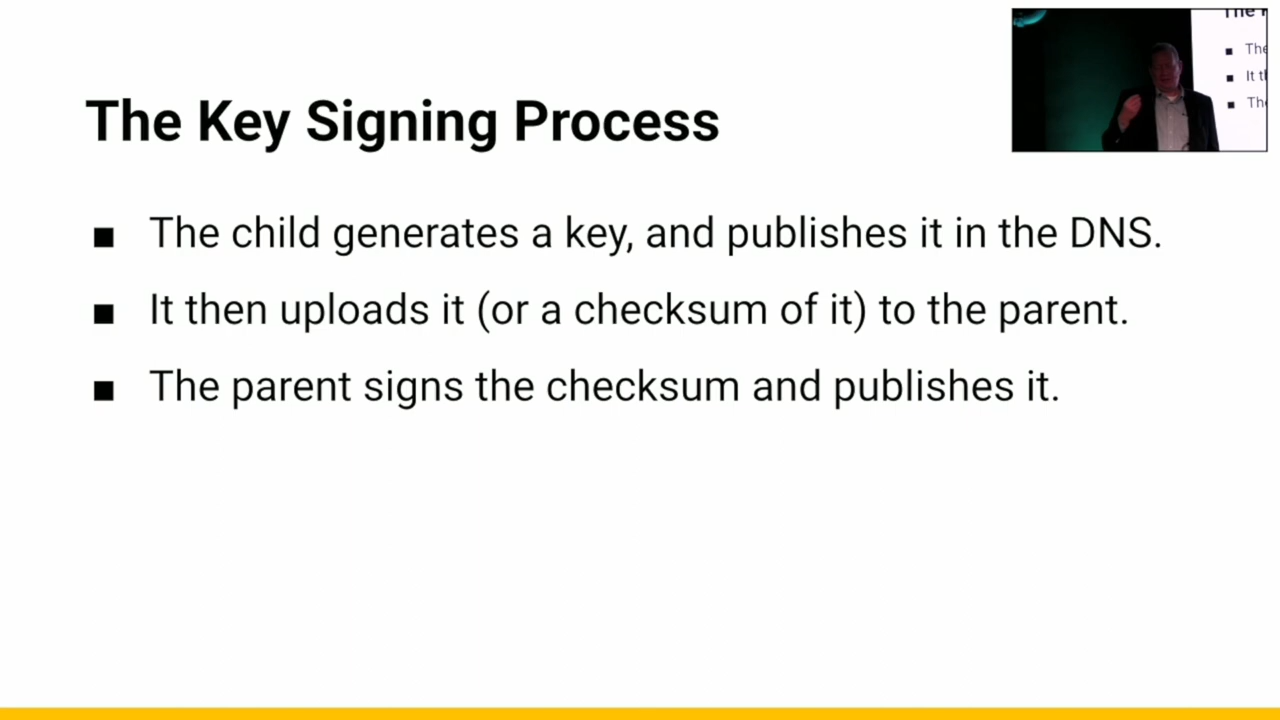 The Key Signing Process
■ The child generates a key, and publishes it in the DNS.
■ It then uploads it (or a checksum of it) to the parent.
■ The parent signs the checksum and publishes it.